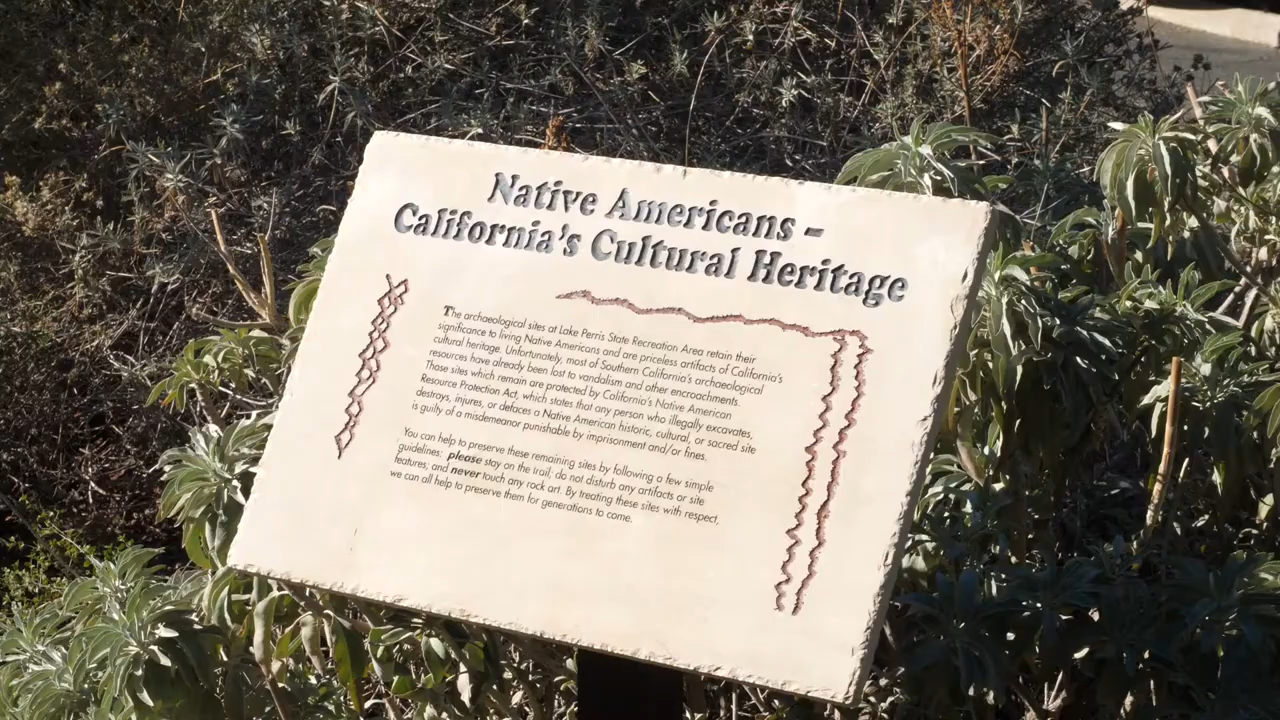 Native Americans –
California's Cultural Heritage
The archaeological sites at Lake Perris State Recreation Area retain their
significance to living Native Americans and are priceless artifacts of California's
cultural heritage. Unfortunately, most of Southern California's archaeological
resources have already been lost to vandalism and other encroachments.
Those sites which remain are protected by California's Native American
Resource Protection Act, which states that any person who illegally excavates,
destroys, injures, or defaces a Native American historic, cultural, or sacred site
is guilty of a misdemeanor punishable by imprisonment and/or fines.
You can help to preserve these remaining sites by following a few simple
guidelines: please stay on the trail; do not disturb any artifacts or site
features; and never touch any rock art. By treating these sites with respect,
we can all help to preserve them for generations to come.